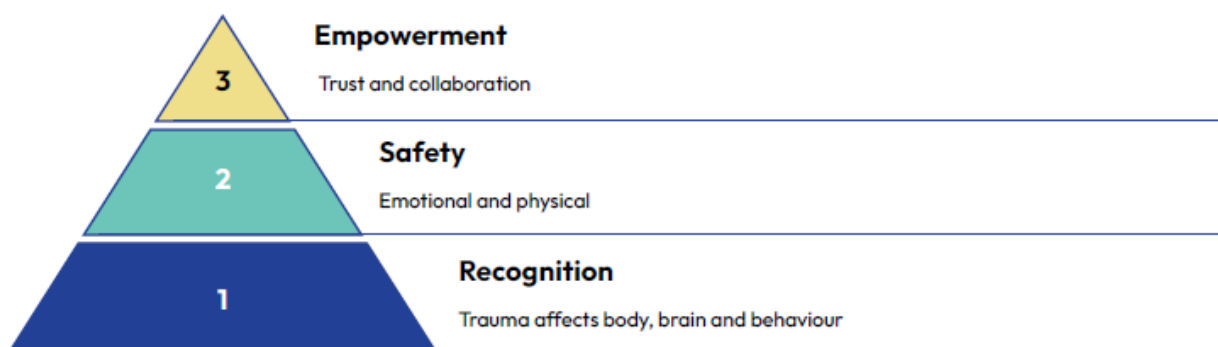 3
Empowerment
Trust and collaboration
2
Safety
Emotional and physical
1
Recognition
Trauma affects body, brain and behaviour